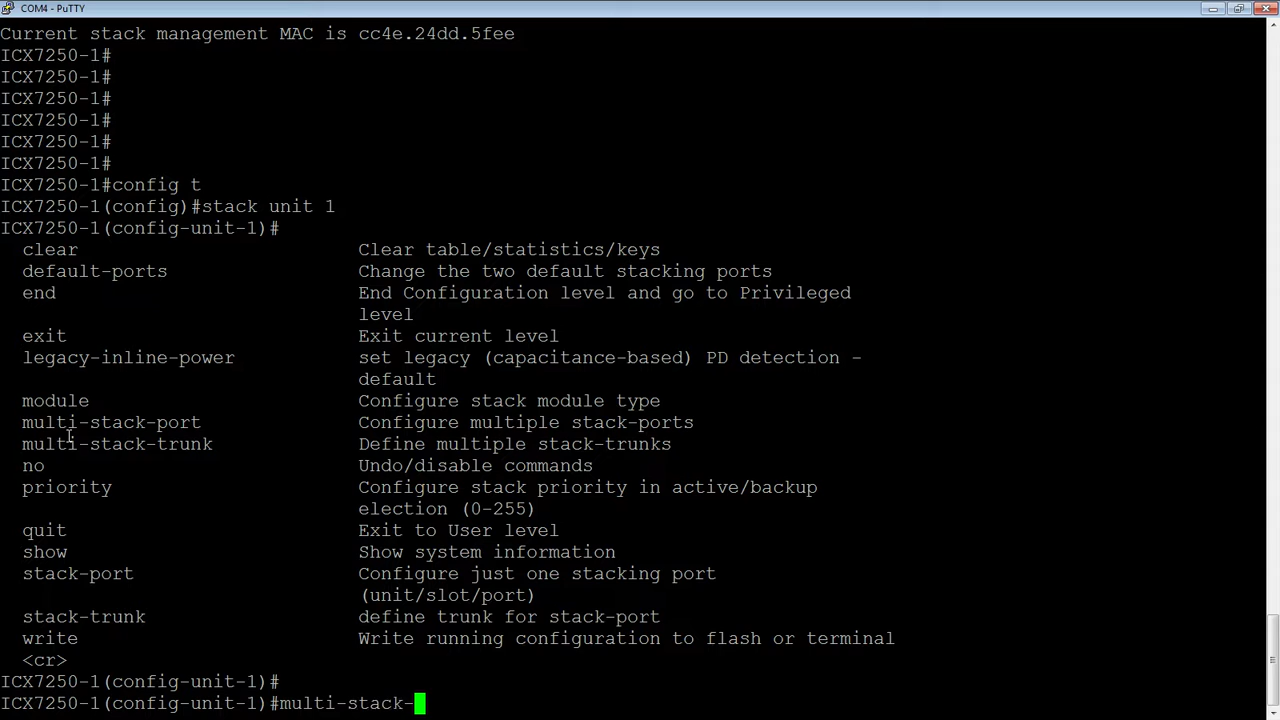 COM4 - PuTTY
Current stack management MAC is cc4e.24dd.5fee
ICX7250-1#
ICX7250-1#
ICX7250-1#
ICX7250-1#
ICX7250-1#
ICX7250-1#
ICX7250-1#config t
ICX7250-1(config)#stack unit 1
ICX7250-1(config-unit-1)#
clear Clear table/statistics/keys
default-ports Change the two default stacking ports
end End Configuration level and go to Privileged
level
exit Exit current level
legacy-inline-power set legacy (capacitance-based) PD detection -
default
module Configure stack module type
multi-stack-port Configure multiple stack-ports
multi-stack-trunk Define multiple stack-trunks
no Undo/disable commands
priority Configure stack priority in active/backup
election (0-255)
quit Exit to User level
show Show system information
stack-port Configure just one stacking port
(unit/slot/port)
stack-trunk define trunk for stack-port
write Write running configuration to flash or terminal
<cr>
ICX7250-1(config-unit-1)#
ICX7250-1(config-unit-1)#multi-stack-